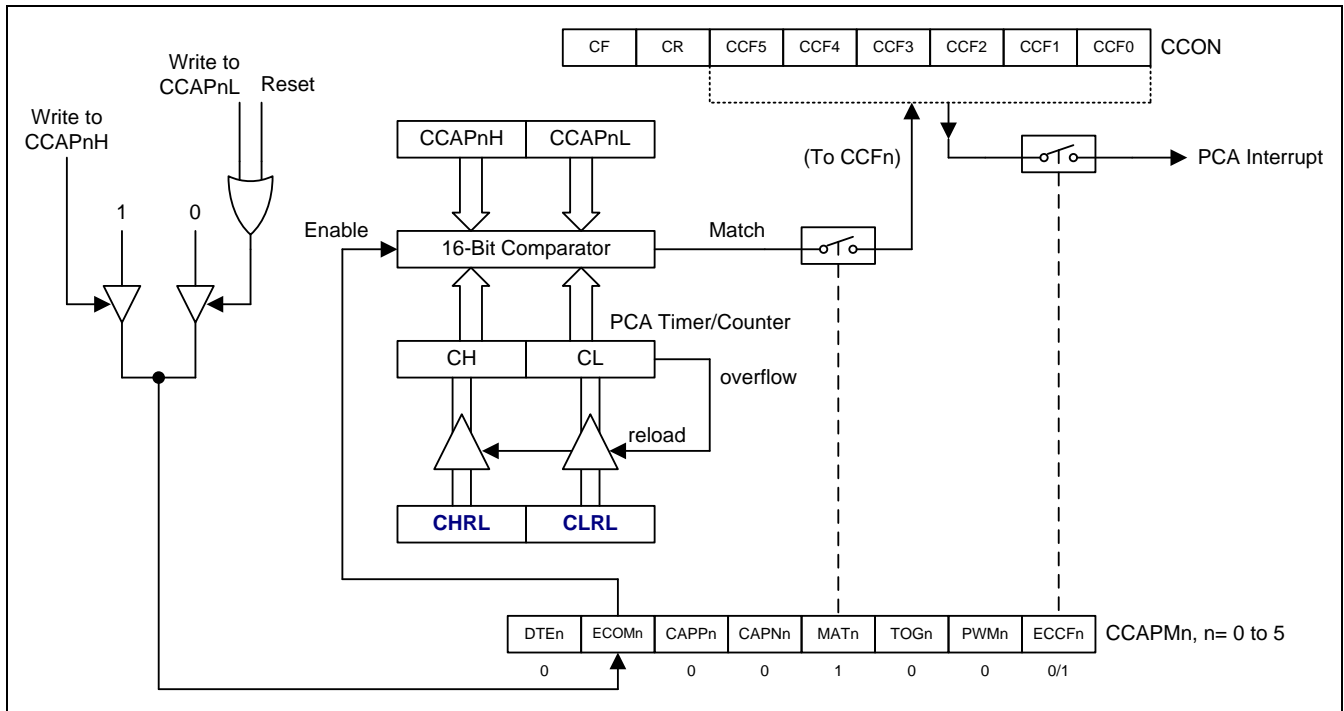 CF CR CCF5 CCF4 CCF3 CCF2 CCF1 CCF0 CCON
Write to
CCAPnL
Reset
Write to
CCAPnH
CCAPnH CCAPnL
(To CCFn)
PCA Interrupt
1 0
Enable
16-Bit Comparator
Match
PCA Timer/Counter
CH CL
overflow
reload
CHRL CLRL
DTEn ECOMn CAPPn CAPNn MATn TOGn PWMn ECCFn CCAPMn, n= 0 to 5
0 0 0 1 0 0 0/1